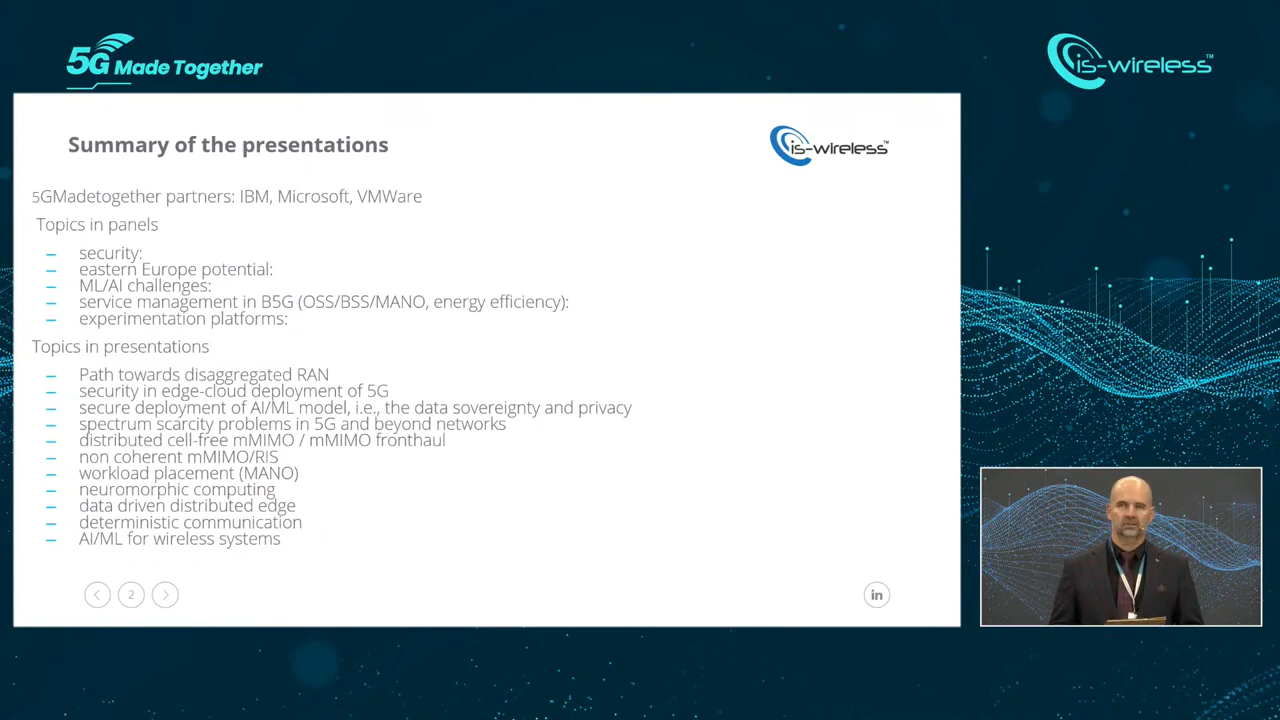 5G Made Together
is-wireless™
Summary of the presentations
is-wireless™
5GMadetogether partners: IBM, Microsoft, VMWare
Topics in panels
– security:
– eastern Europe potential:
– ML/AI challenges:
– service management in B5G (OSS/BSS/MANO, energy efficiency):
– experimentation platforms:
Topics in presentations
– Path towards disaggregated RAN
– security in edge-cloud deployment of 5G
– secure deployment of AI/ML model, i.e., the data sovereignty and privacy
– spectrum scarcity problems in 5G and beyond networks
– distributed cell-free mMIMO / mMIMO fronthaul
– non coherent mMIMO/RIS
– workload placement (MANO)
– neuromorphic computing
– data driven distributed edge
– deterministic communication
– AI/ML for wireless systems
2
in